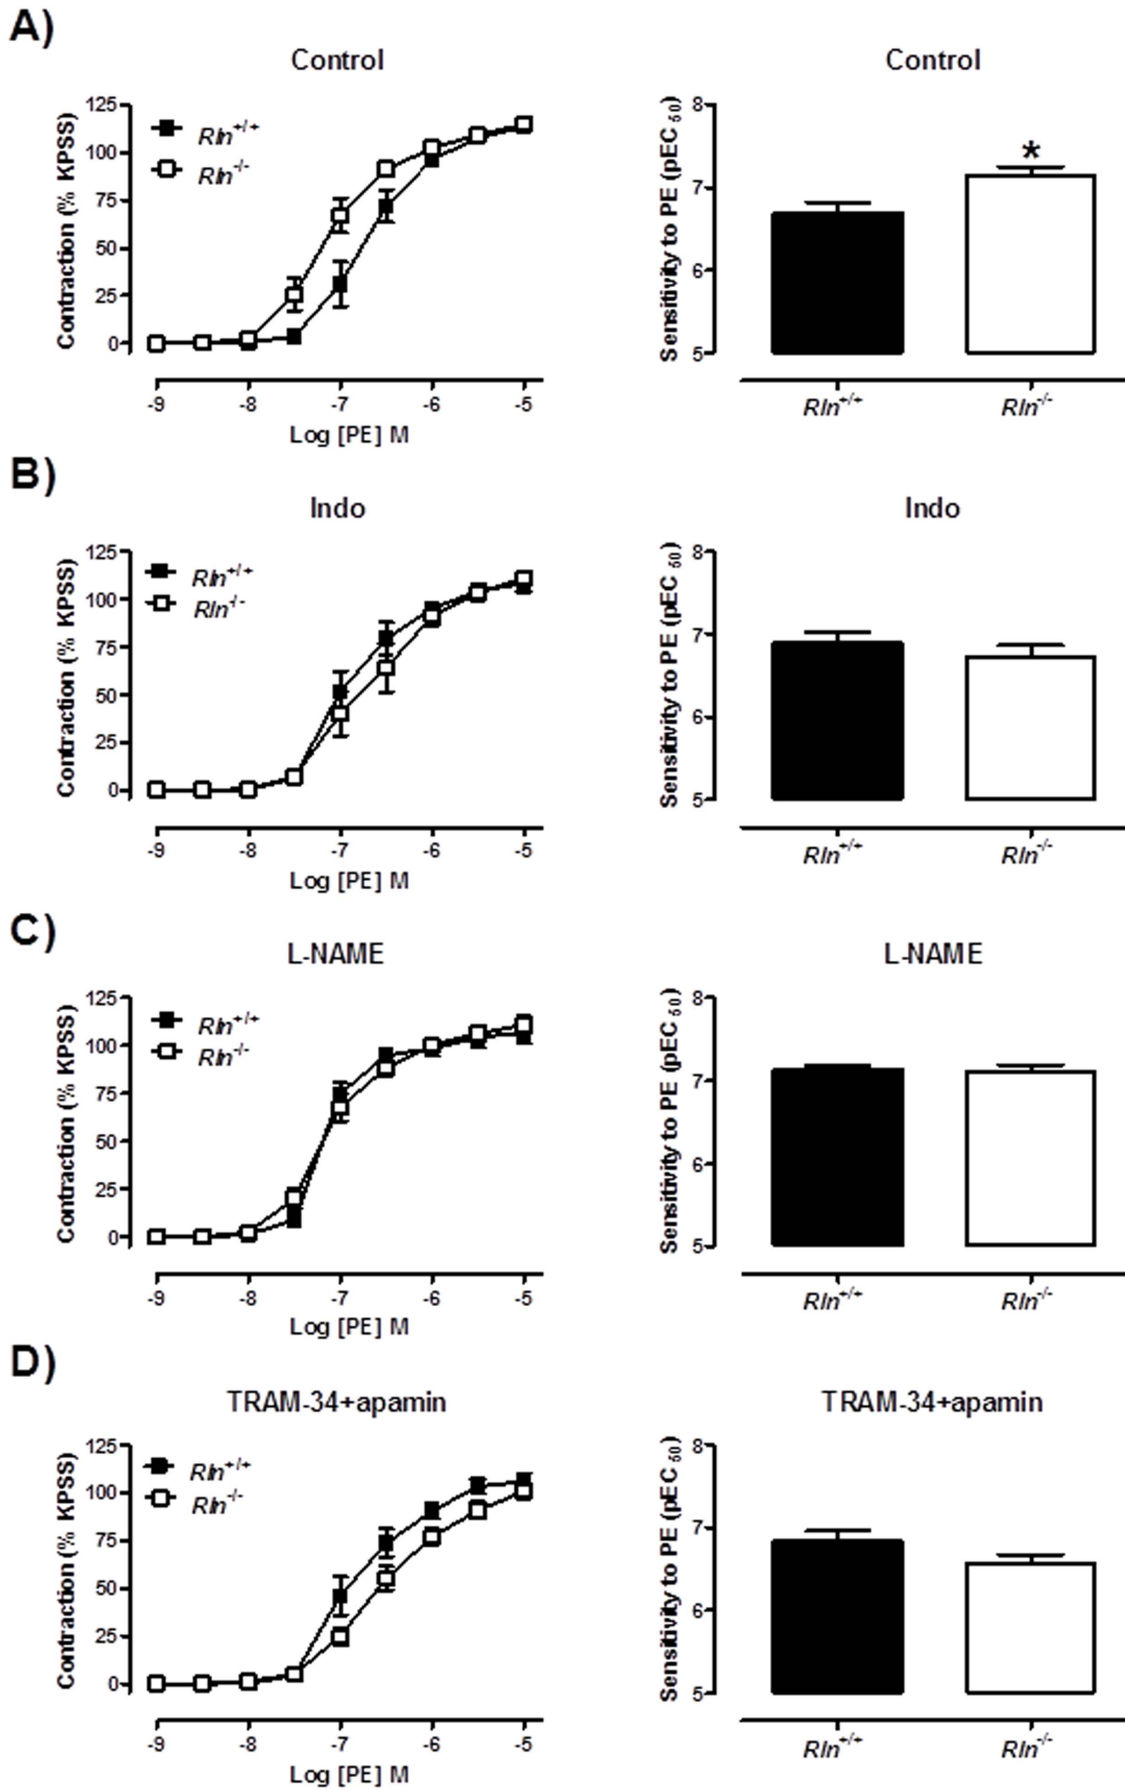 A)
Control
Control
Contraction (% KPSS)
125
100
75
50
25
0
Rln+/+
Rln-/-
-9
-8
-7
-6
-5
Log [PE] M
Sensitivity to PE (pEC50)
8
7
6
5
*
Rln+/+
Rln-/-
B)
Indo
Indo
Contraction (% KPSS)
125
100
75
50
25
0
Rln+/+
Rln-/-
-9
-8
-7
-6
-5
Log [PE] M
Sensitivity to PE (pEC50)
8
7
6
5
Rln+/+
Rln-/-
C)
L-NAME
L-NAME
Contraction (% KPSS)
125
100
75
50
25
0
Rln+/+
Rln-/-
-9
-8
-7
-6
-5
Log [PE] M
Sensitivity to PE (pEC50)
8
7
6
5
Rln+/+
Rln-/-
D)
TRAM-34+apamin
TRAM-34+apamin
Contraction (% KPSS)
125
100
75
50
25
0
Rln+/+
Rln-/-
-9
-8
-7
-6
-5
Log [PE] M
Sensitivity to PE (pEC50)
8
7
6
5
Rln+/+
Rln-/-